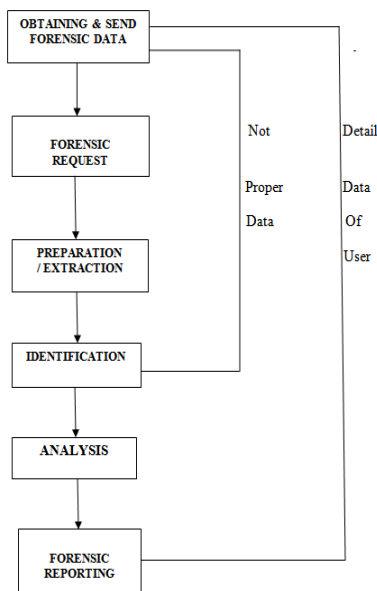 OBTAINING & SEND
FORENSIC DATA
FORENSIC
REQUEST
PREPARATION
/ EXTRACTION
IDENTIFICATION
ANALYSIS
FORENSIC
REPORTING
Not
Proper
Data
Detail
Data
Of
User